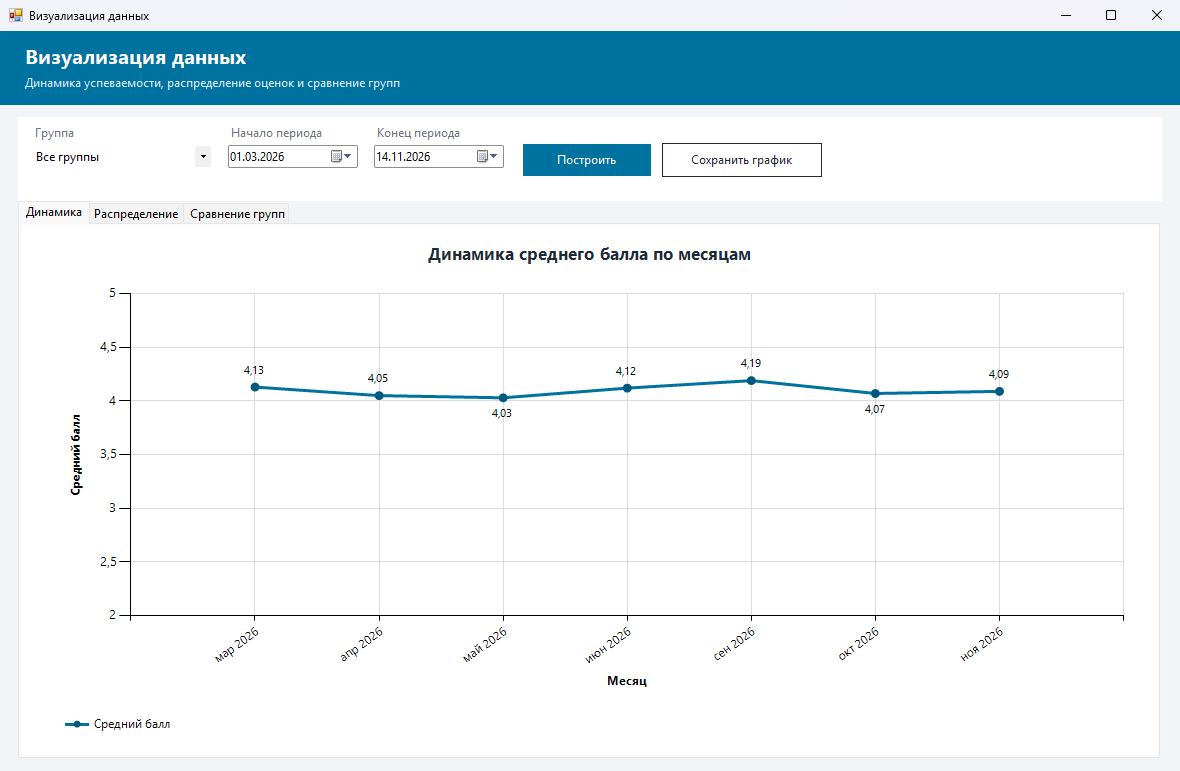 Визуализация данных
Визуализация данных
Динамика успеваемости, распределение оценок и сравнение групп
Группа Начало периода Конец периода
Все группы 01.03.2026 14.11.2026 Построить Сохранить график
Динамика Распределение Сравнение групп
Динамика среднего балла по месяцам
5
4,5
4
3,5
3
2,5
2
Средний балл
4,13
4,05
4,03
4,12
4,19
4,07
4,09
мар 2026 апр 2026 май 2026 июн 2026 сен 2026 окт 2026 ноя 2026
Месяц
Средний балл